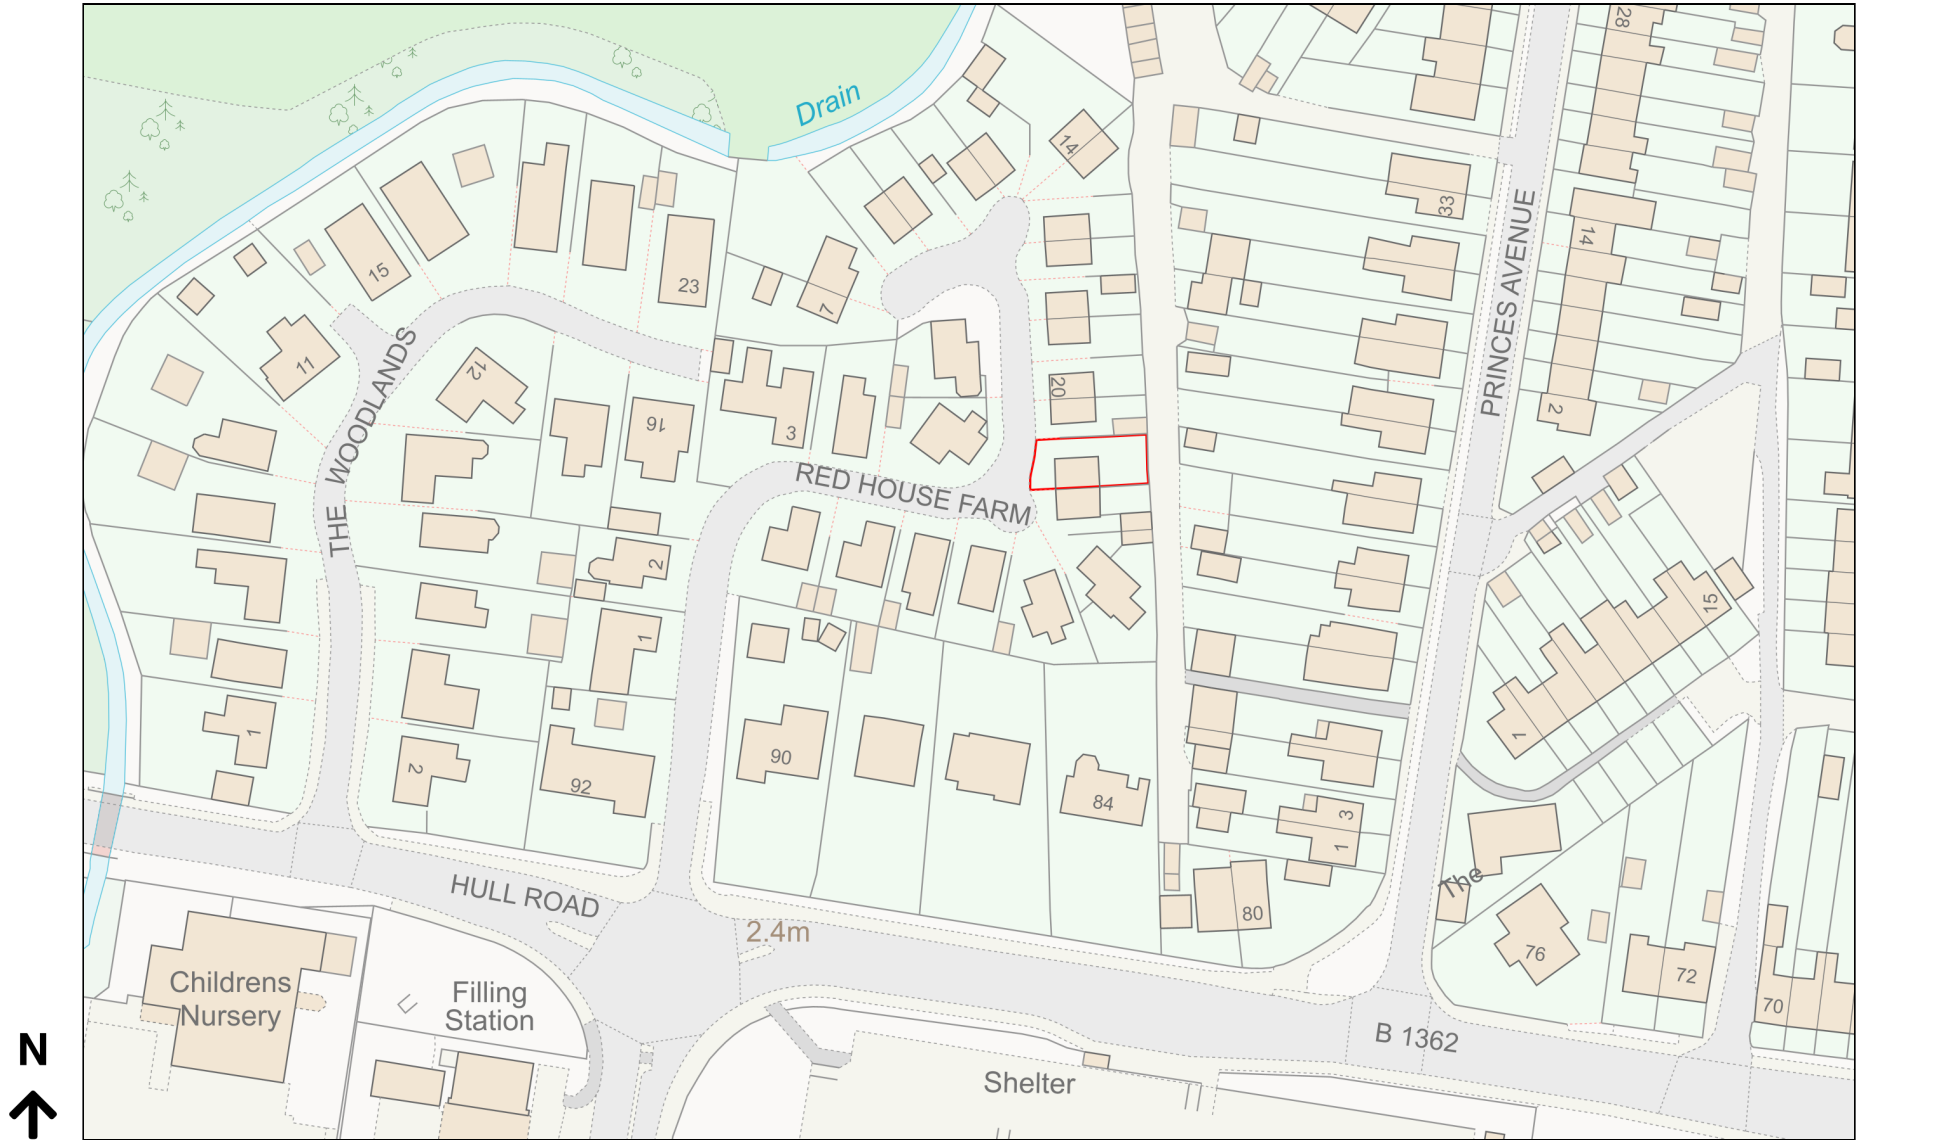 28
Drain
14
33
PRINCES AVENUE
14
15
23
7
11
12
THE WOODLANDS
20
2
16
3
RED HOUSE FARM
2
15
1
1
1
90
2
92
84
3
1
The
HULL ROAD
80
2.4m
76
72
Childrens
Nursery
Filling
Station
70
B 1362
N
Shelter